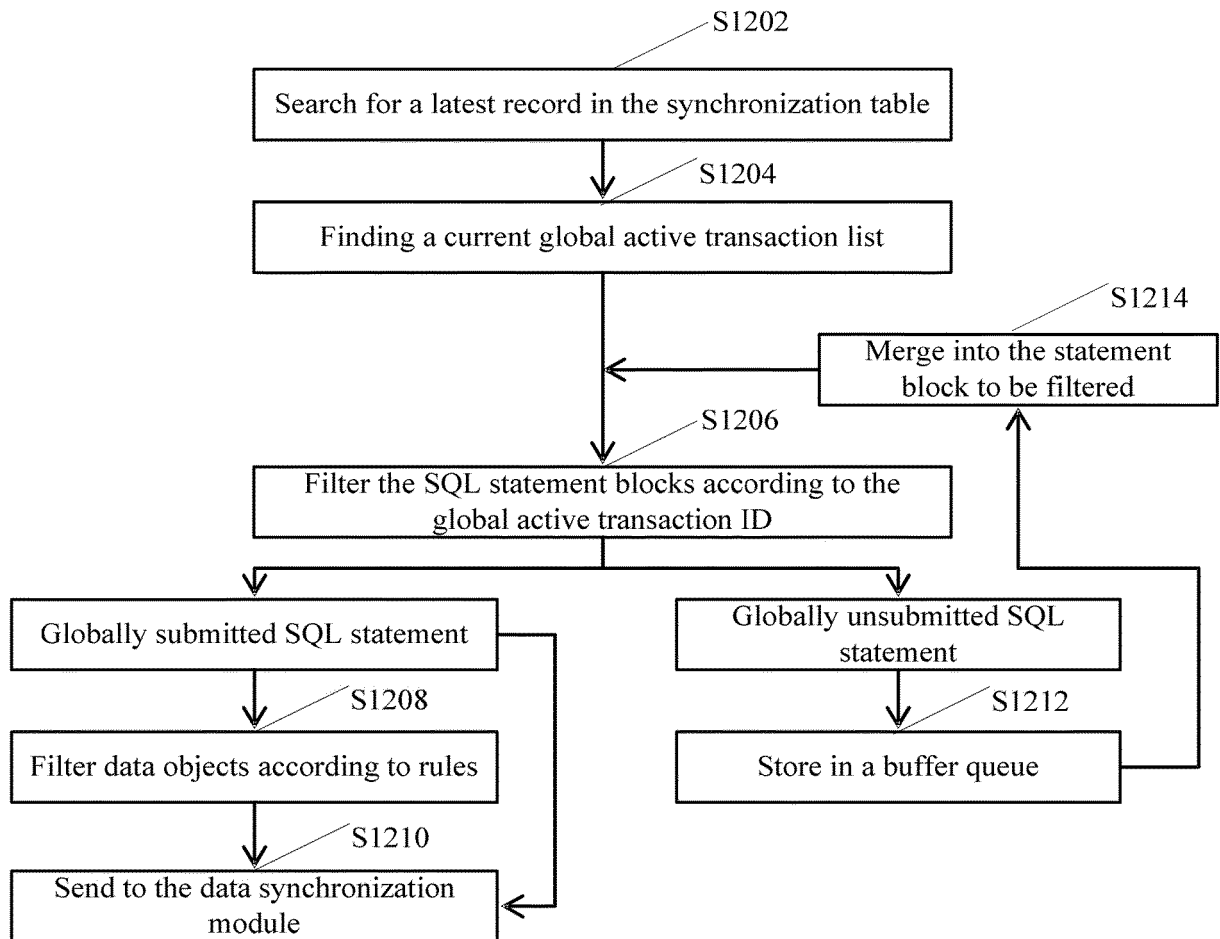 S1202
Search for a latest record in the synchronization table
S1204
Finding a current global active transaction list
S1214
Merge into the statement
block to be filtered
S1206
Filter the SQL statement blocks according to the
global active transaction ID
Globally submitted SQL statement
Globally unsubmitted SQL
statement
S1208
S1212
Filter data objects according to rules
Store in a buffer queue
S1210
Send to the data synchronization
module